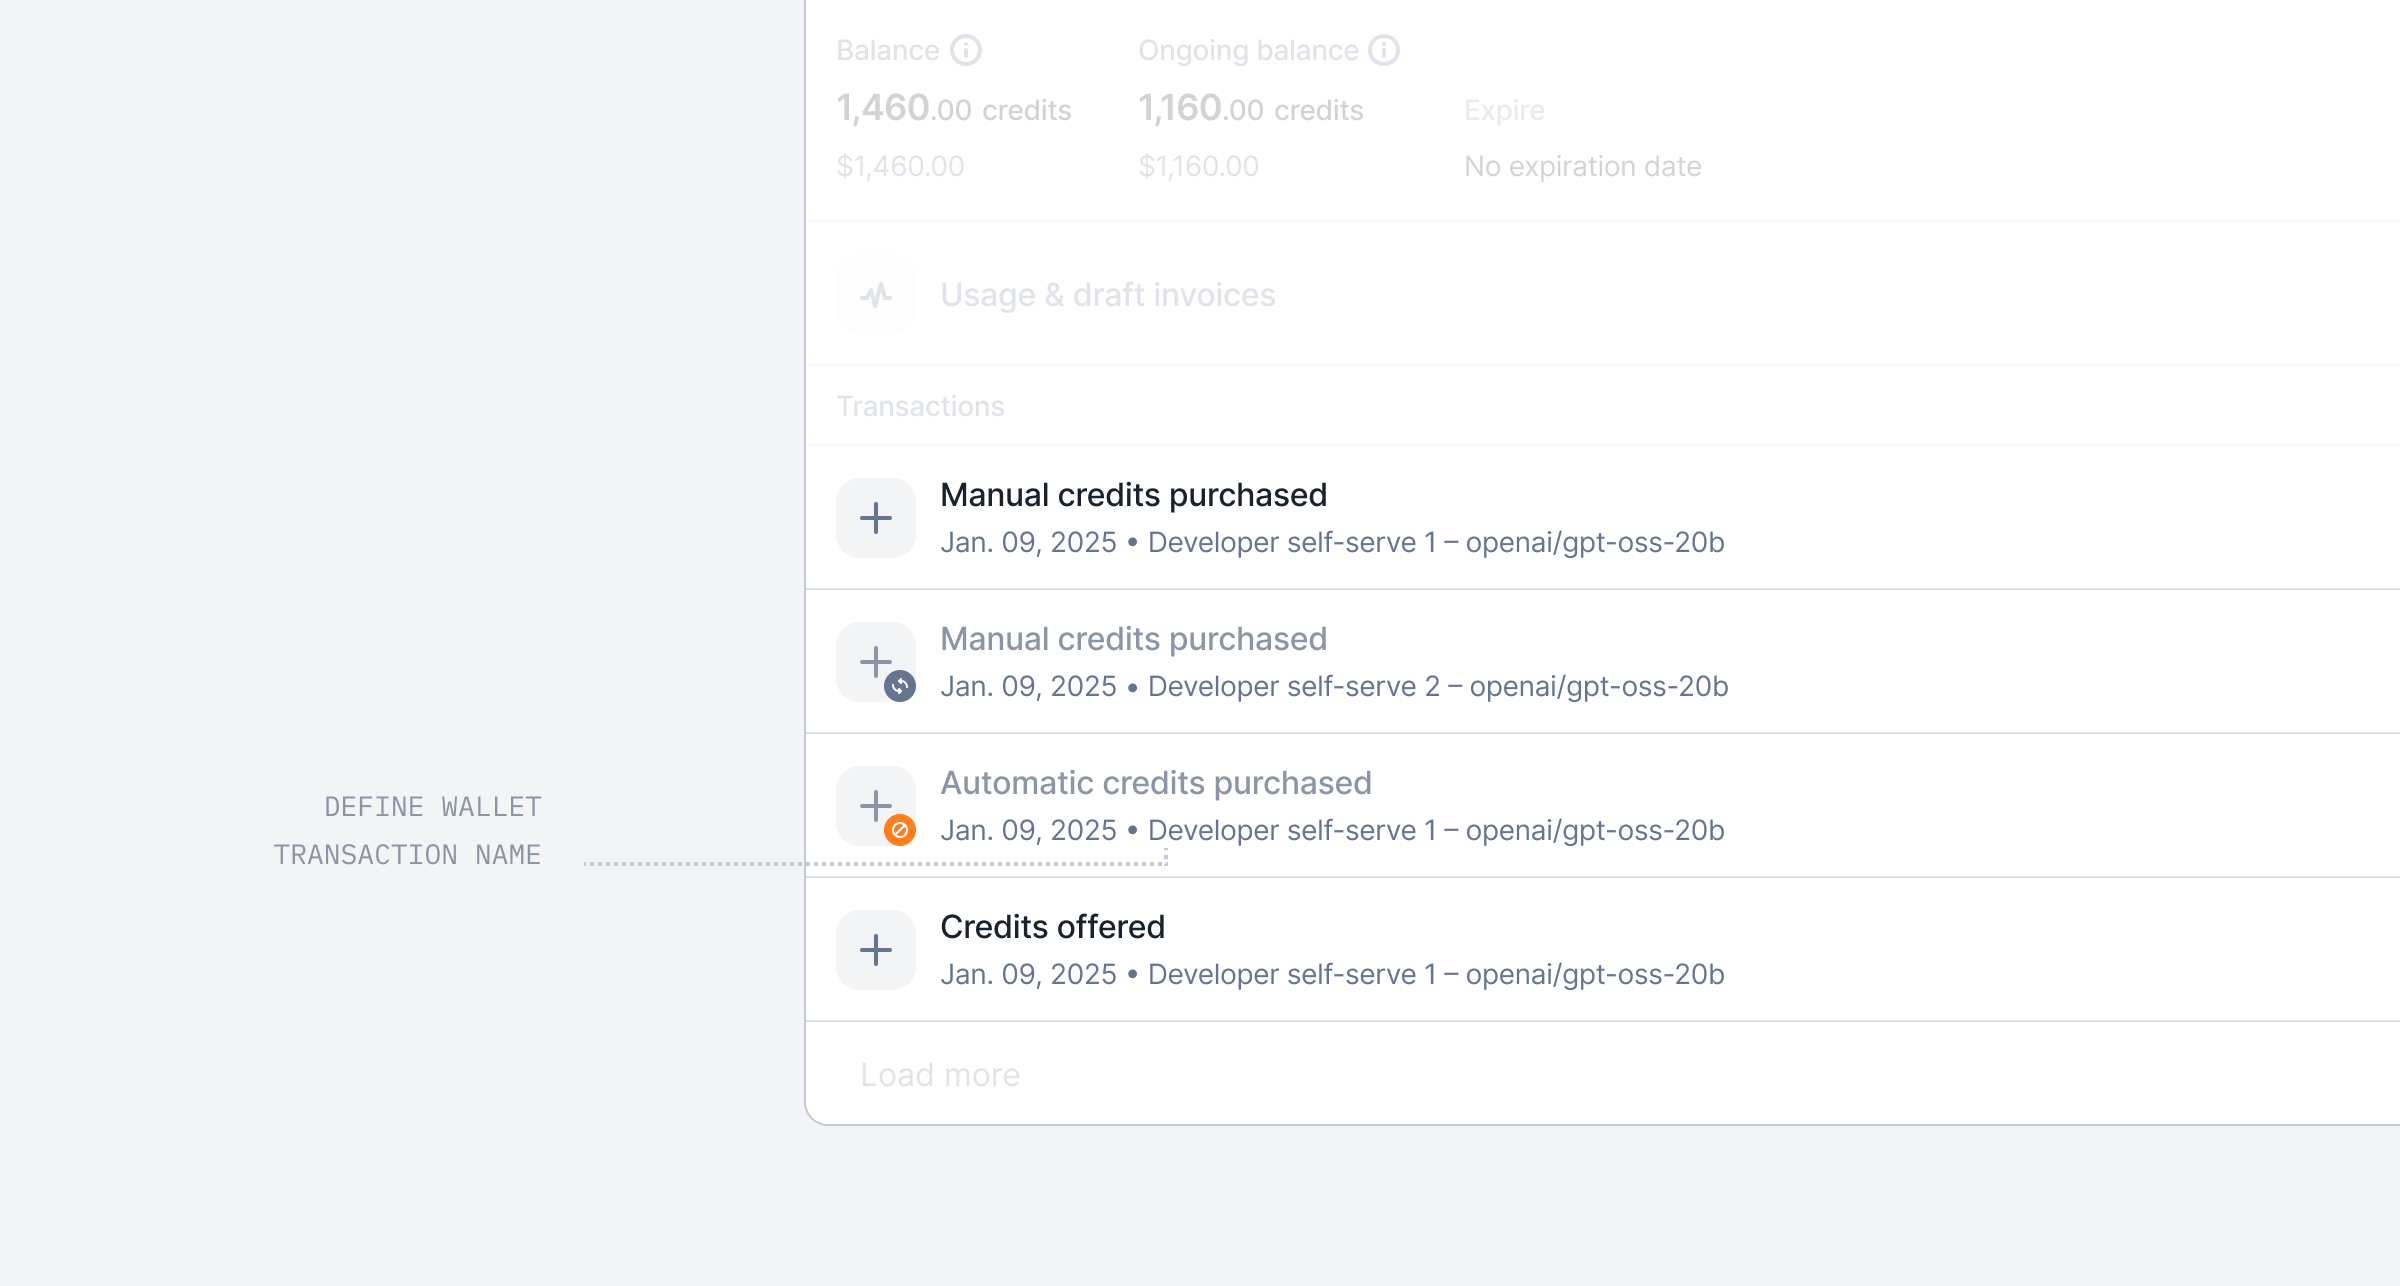 Balance
Ongoing balance
1,460.00 credits
1,160.00 credits
Expire
$1,460.00
$1,160.00
No expiration date
Usage & draft invoices
Transactions
Manual credits purchased
Jan. 09, 2025 • Developer self-serve 1 – openai/gpt-oss-20b
Manual credits purchased
Jan. 09, 2025 • Developer self-serve 2 – openai/gpt-oss-20b
DEFINE WALLET
TRANSACTION NAME
Automatic credits purchased
Jan. 09, 2025 • Developer self-serve 1 – openai/gpt-oss-20b
Credits offered
Jan. 09, 2025 • Developer self-serve 1 – openai/gpt-oss-20b
Load more